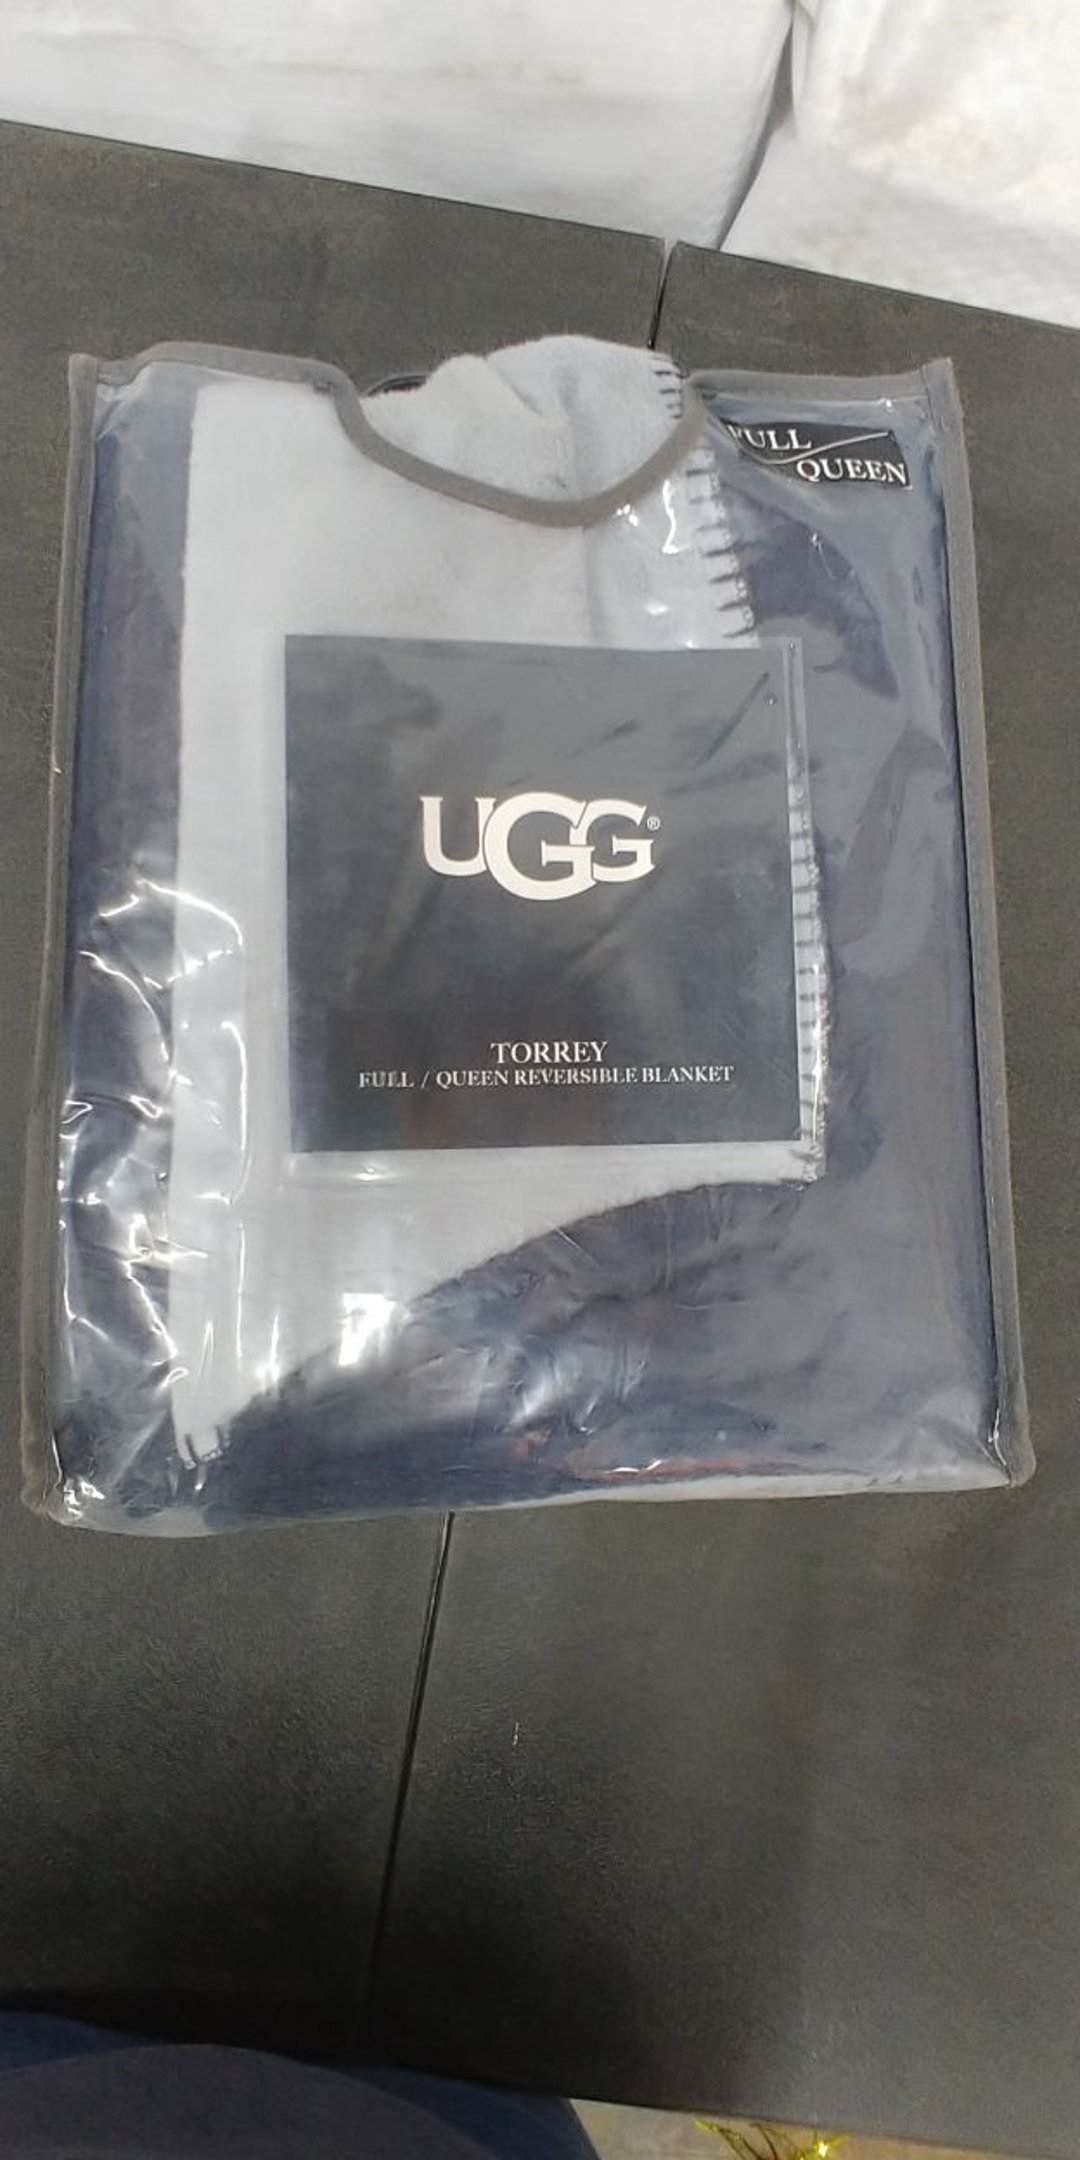 FULL
QUEEN
UGG®
TORREY
FULL / QUEEN REVERSIBLE BLANKET